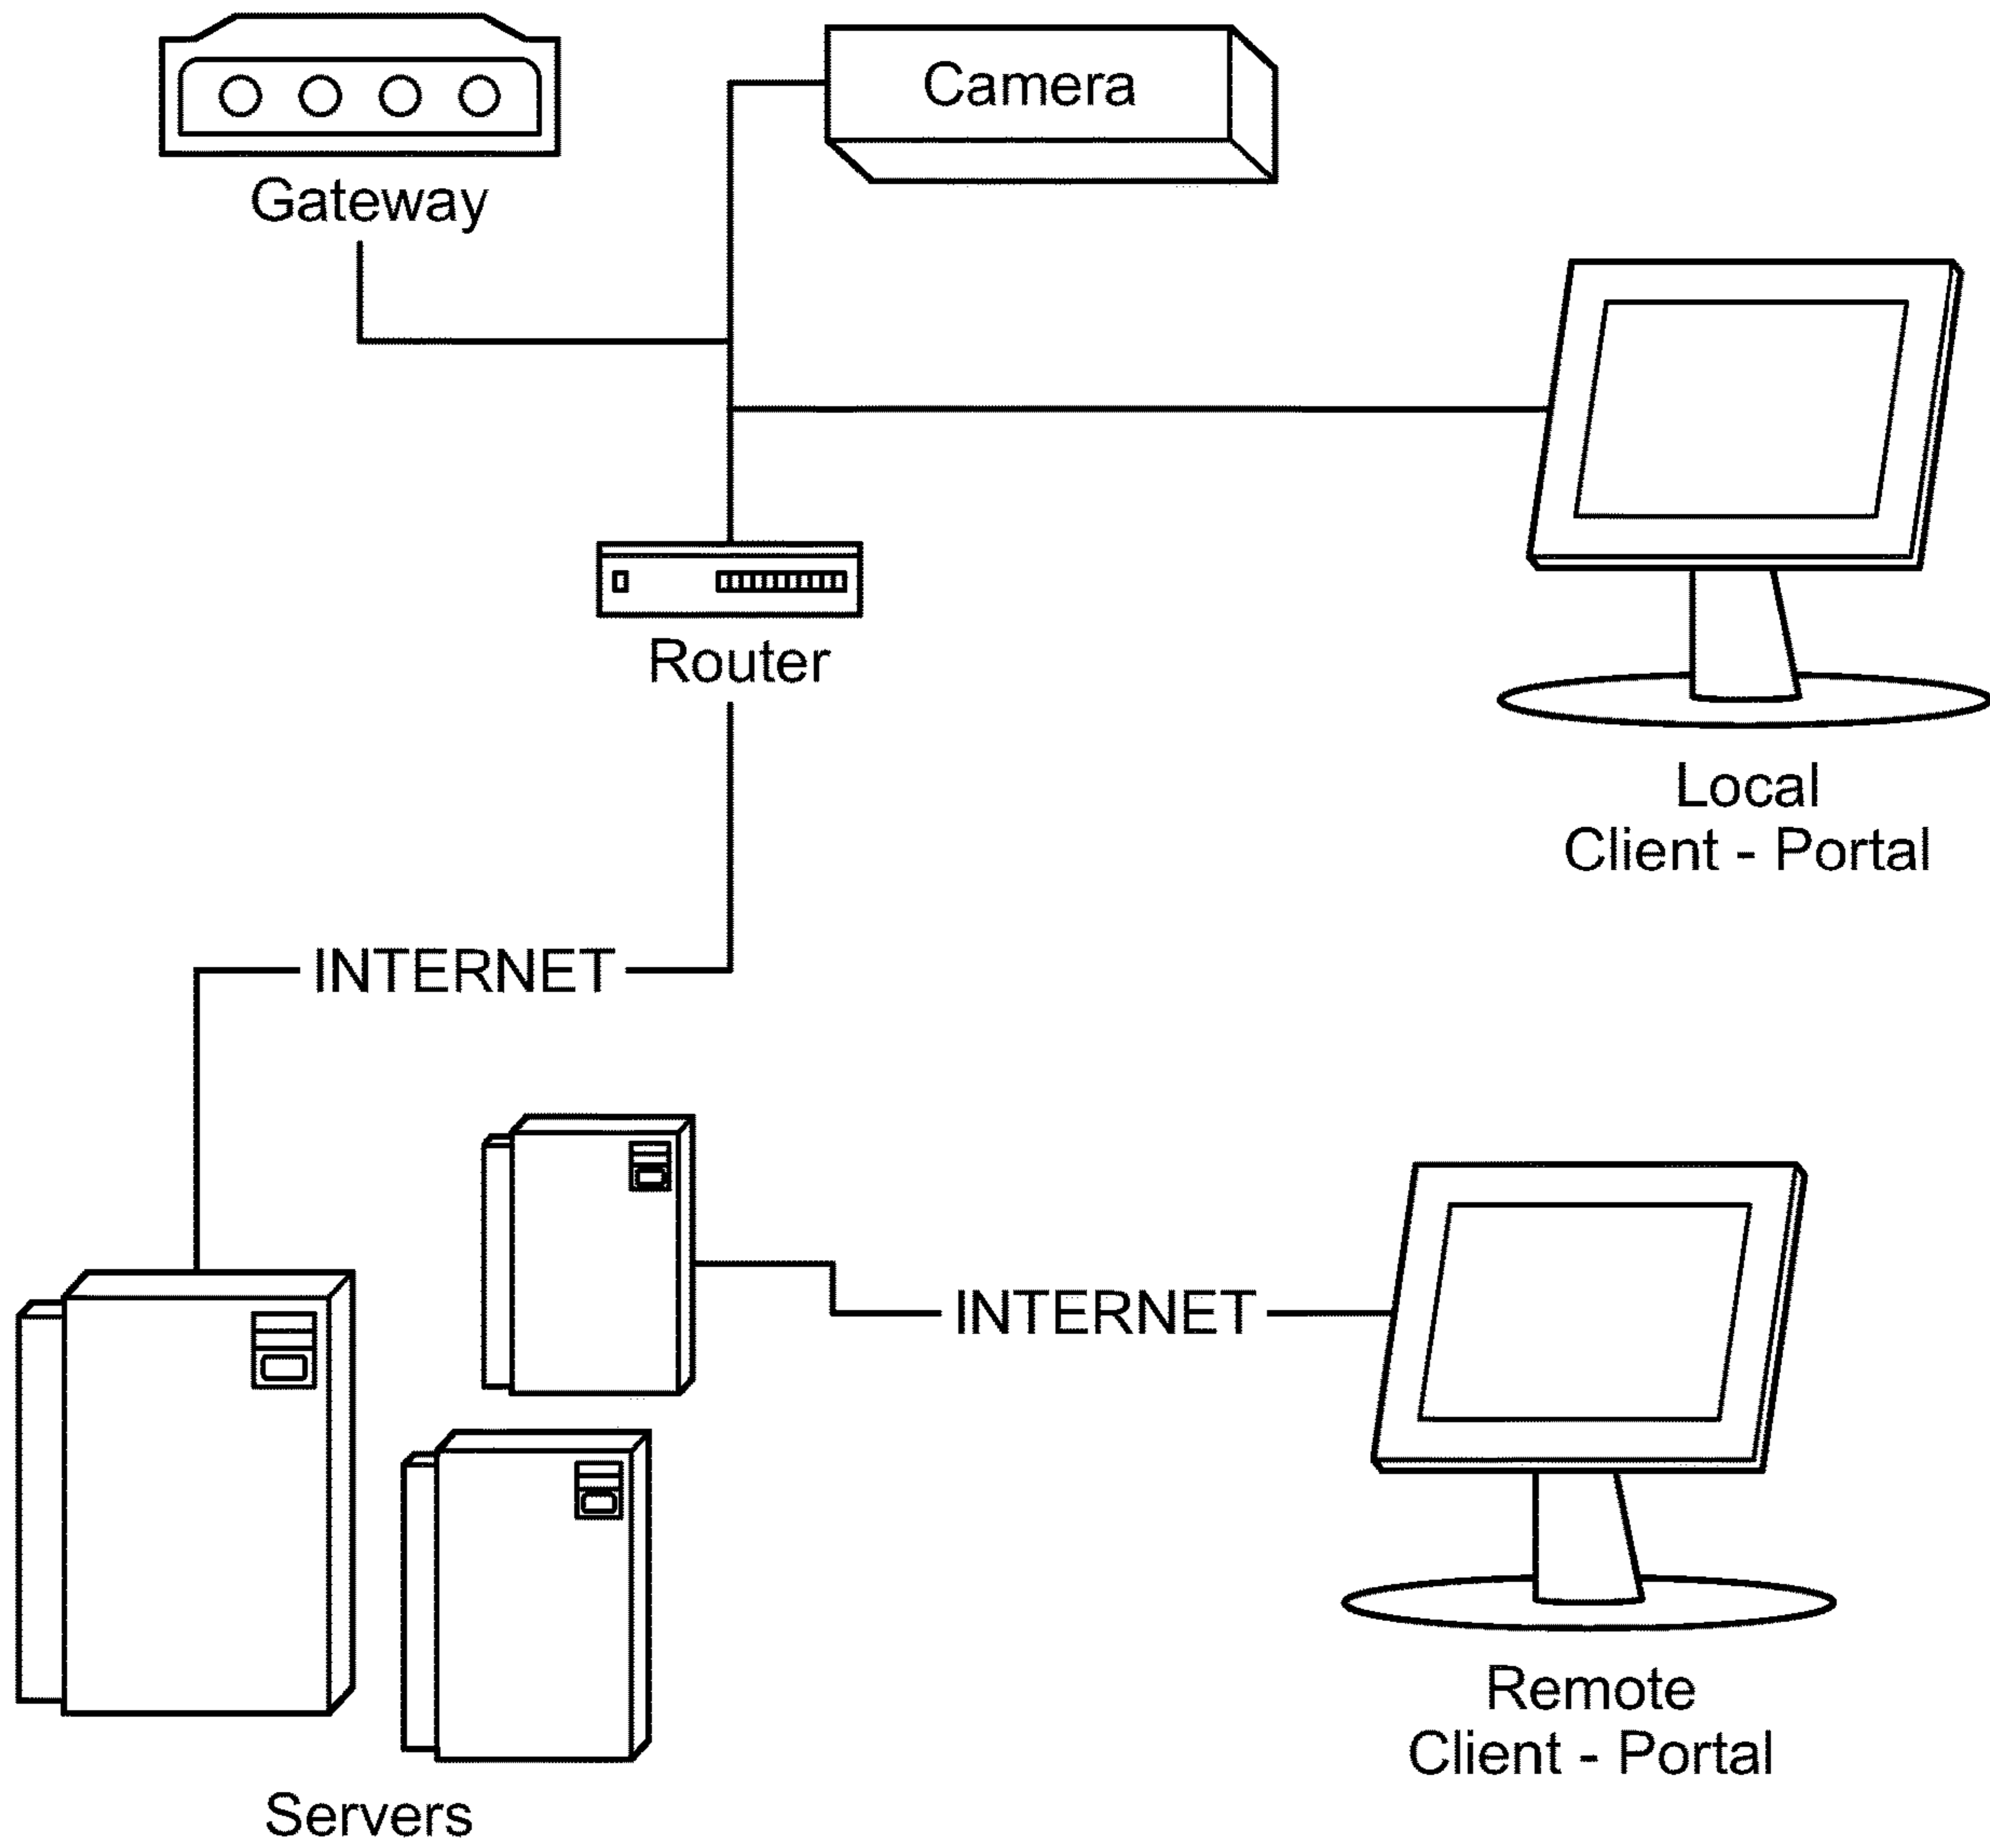 Camera
Gateway
Router
Local
Client - Portal
INTERNET
INTERNET
Remote
Client - Portal
Servers